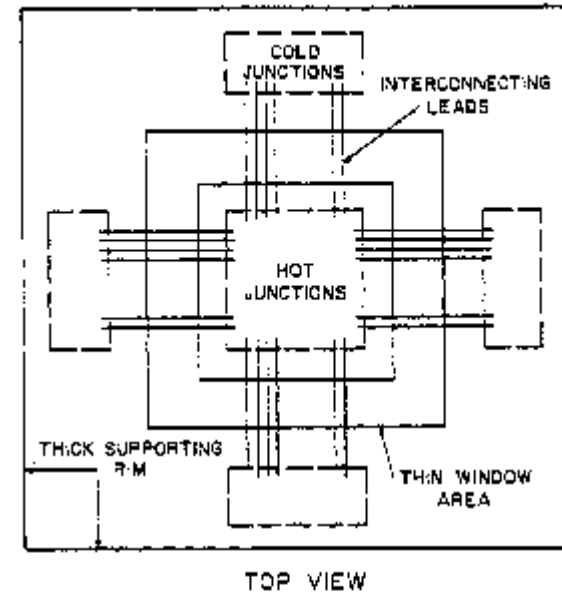 COLD
JUNCTIONS
INTERCONNECTING
LEADS
HOT
JUNCTIONS
THICK SUPPORTING
RIM
THIN WINDOW
AREA
TOP VIEW